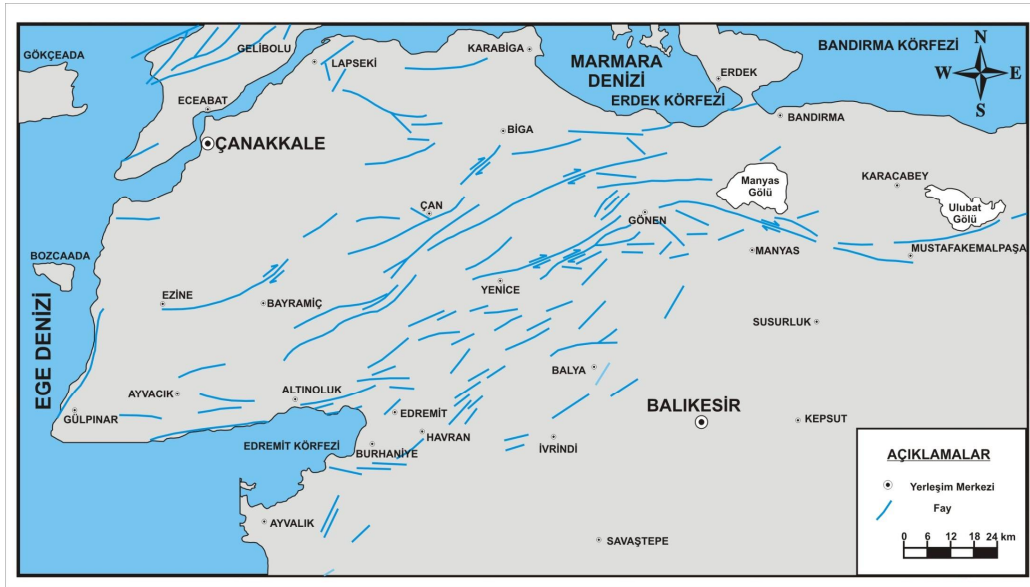 GÖKÇEADA
GELİBOLU
LAPSEKİ
KARABİGA
MARMARA
DENİZİ
ERDEK KÖRFEZİ
ERDEK
BANDIRMA KÖRFEZİ
N
W
E
S
ECEABAT
ÇANAKKALE
BİGA
BANDIRMA
Manyas
Gölü
KARACABEY
Ulubat
Gölü
ÇAN
GÖNEN
MANYAS
MUSTAFAKEMALPAŞA
BOZCAADA
EGE DENİZİ
EZİNE
BAYRAMIÇ
YENİCE
SUSURLUK
BALYA
AYVACIK
ALTINOLUK
GÜLPINAR
EDREMİT
BALIKESİR
KEPSUT
EDREMİT KÖRFEZİ
HAVRAN
BURHANİYE
İVRİNDİ
AYVALIK
SAVAŞTEPE
AÇIKLAMALAR
Yerleşim Merkezi
Fay
0 6 12 18 24 km